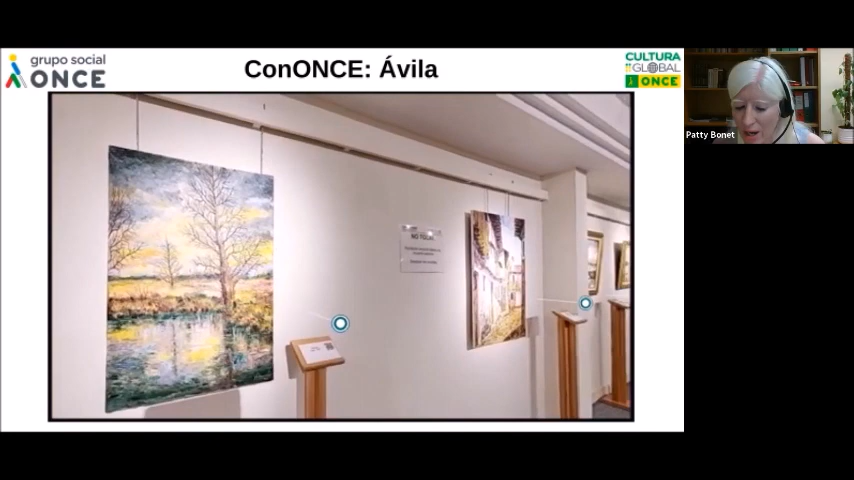 grupo social
ONCE
ConONCE: Ávila
CULTURA
GLOBAL
ONCE
Patty Bonet
NO TOCAR